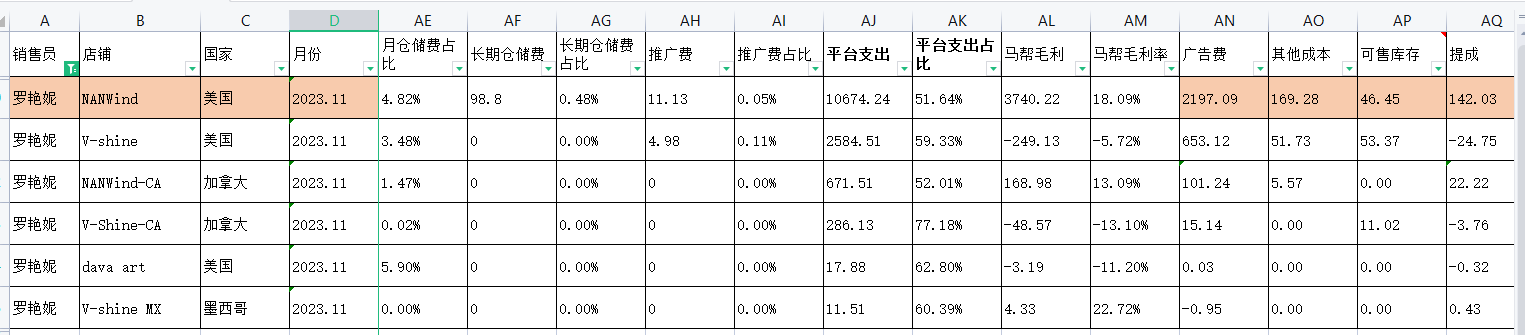 A B C D AE AF AG AH AI AJ AK AL AM AN AO AP AQ
销售员 店铺 国家 月份 月仓储费占比 长期仓储费 长期仓储费占比 推广费 推广费占比 平台支出 平台支出占比 马帮毛利 马帮毛利率 广告费 其他成本 可售库存 提成
罗艳妮 NANWind 美国 2023.11 4.82% 98.8 0.48% 11.13 0.05% 10674.24 51.64% 3740.22 18.09% 2197.09 169.28 46.45 142.03
罗艳妮 V-shine 美国 2023.11 3.48% 0 0.00% 4.98 0.11% 2584.51 59.33% -249.13 -5.72% 653.12 51.73 53.37 -24.75
罗艳妮 NANWind-CA 加拿大 2023.11 1.47% 0 0.00% 0 0.00% 671.51 52.01% 168.98 13.09% 101.24 5.57 0.00 22.22
罗艳妮 V-Shine-CA 加拿大 2023.11 0.02% 0 0.00% 0 0.00% 286.13 77.18% -48.57 -13.10% 15.14 0.00 11.02 -3.76
罗艳妮 dava art 美国 2023.11 5.90% 0 0.00% 0 0.00% 17.88 62.80% -3.19 -11.20% 0.03 0.00 0.00 -0.32
罗艳妮 V-shine MX 墨西哥 2023.11 0.00% 0 0.00% 0 0.00% 11.51 60.39% 4.33 22.72% -0.95 0.00 0.00 0.43